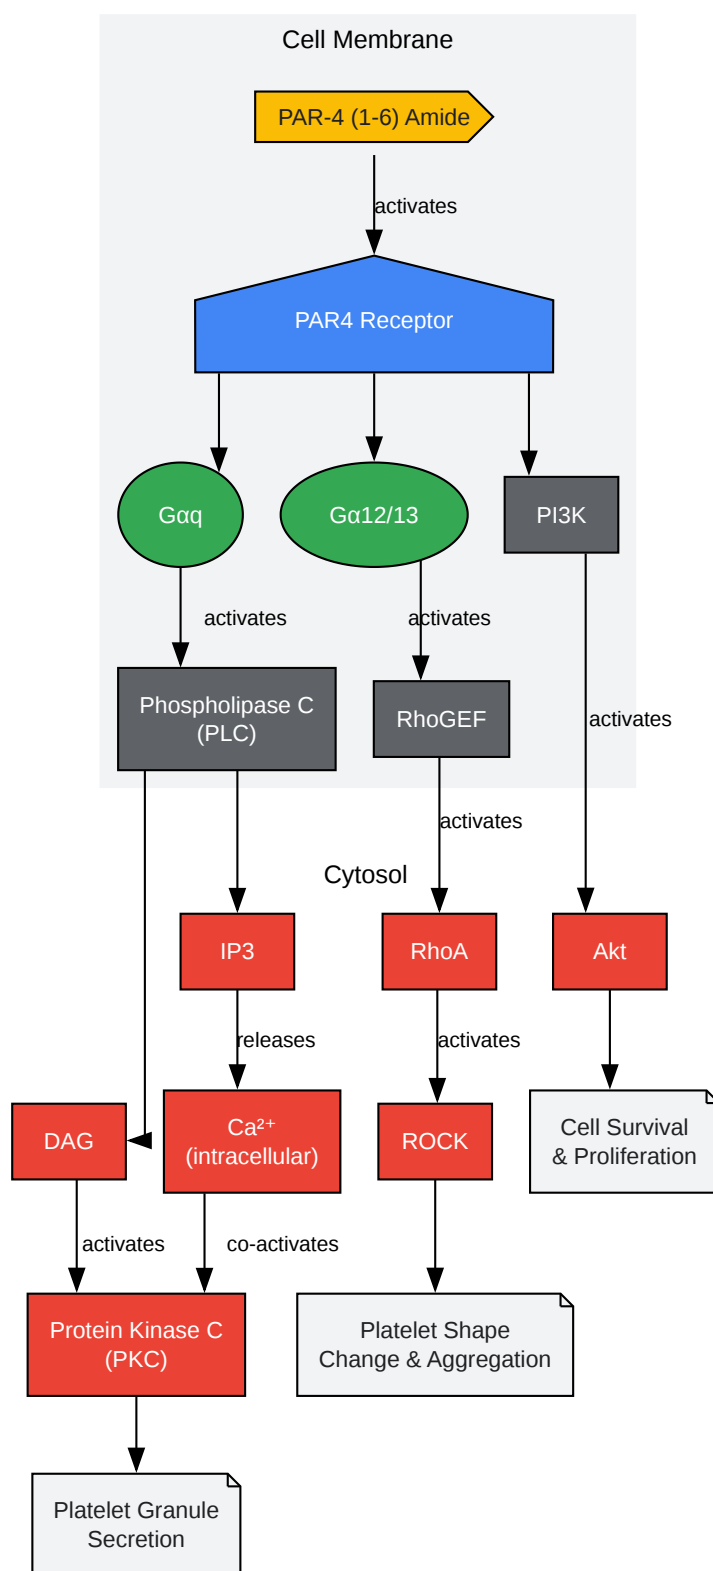 Cell Membrane
PAR-4 (1-6) Amide
activates
PAR4 Receptor
Gαq
Gα12/13
PI3K
activates
activates
Phospholipase C
(PLC)
RhoGEF
activates
activates
Cytosol
IP3
RhoA
Akt
releases
activates
DAG
Ca²⁺
(intracellular)
ROCK
Cell Survival
& Proliferation
activates
co-activates
Protein Kinase C
(PKC)
Platelet Shape
Change & Aggregation
Platelet Granule
Secretion